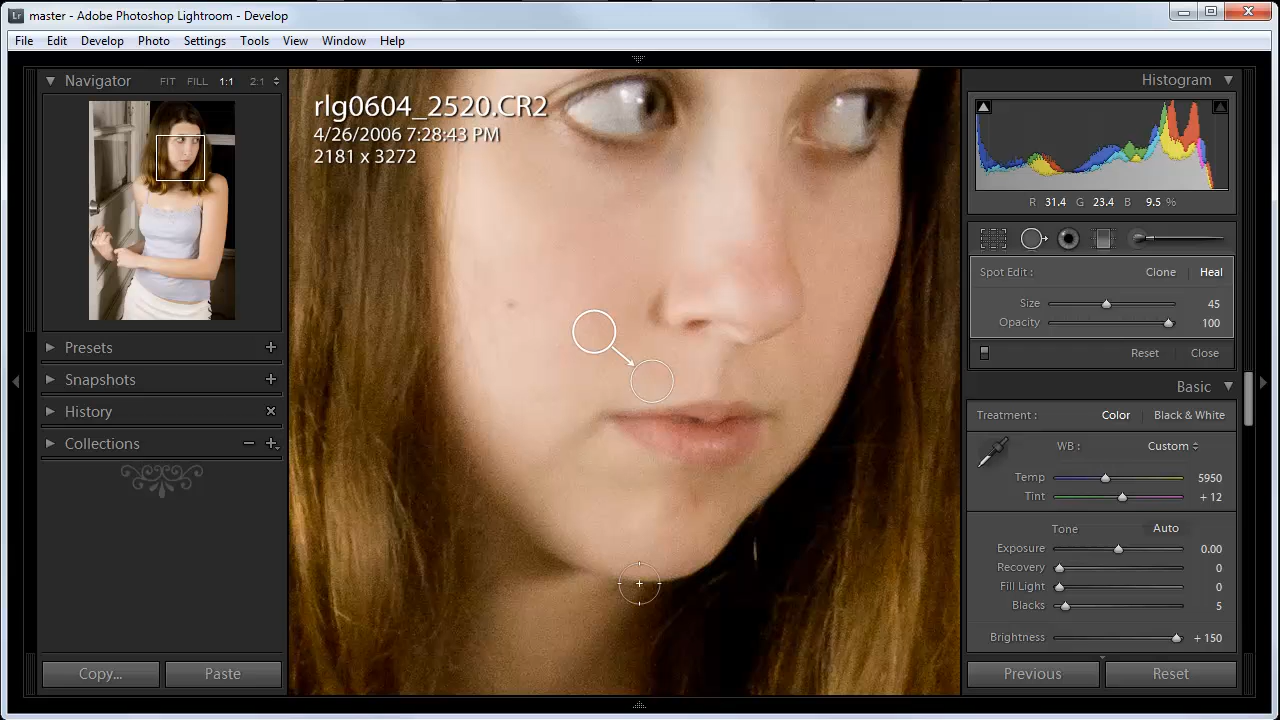 Lr master - Adobe Photoshop Lightroom - Develop
File Edit Develop Photo Settings Tools View Window Help
Navigator FIT FILL 1:1 2:1
Presets
Snapshots
History
Collections
Copy... Paste
rlg0604_2520.CR2
4/26/2006 7:28:43 PM
2181 x 3272
Histogram
R 31.4 G 23.4 B 9.5 %
Spot Edit : Clone Heal
Size 45
Opacity 100
Reset Close
Basic
Treatment : Color Black & White
WB : Custom
Temp 5950
Tint + 12
Tone Auto
Exposure 0.00
Recovery 0
Fill Light 0
Blacks 5
Brightness + 150
Previous Reset